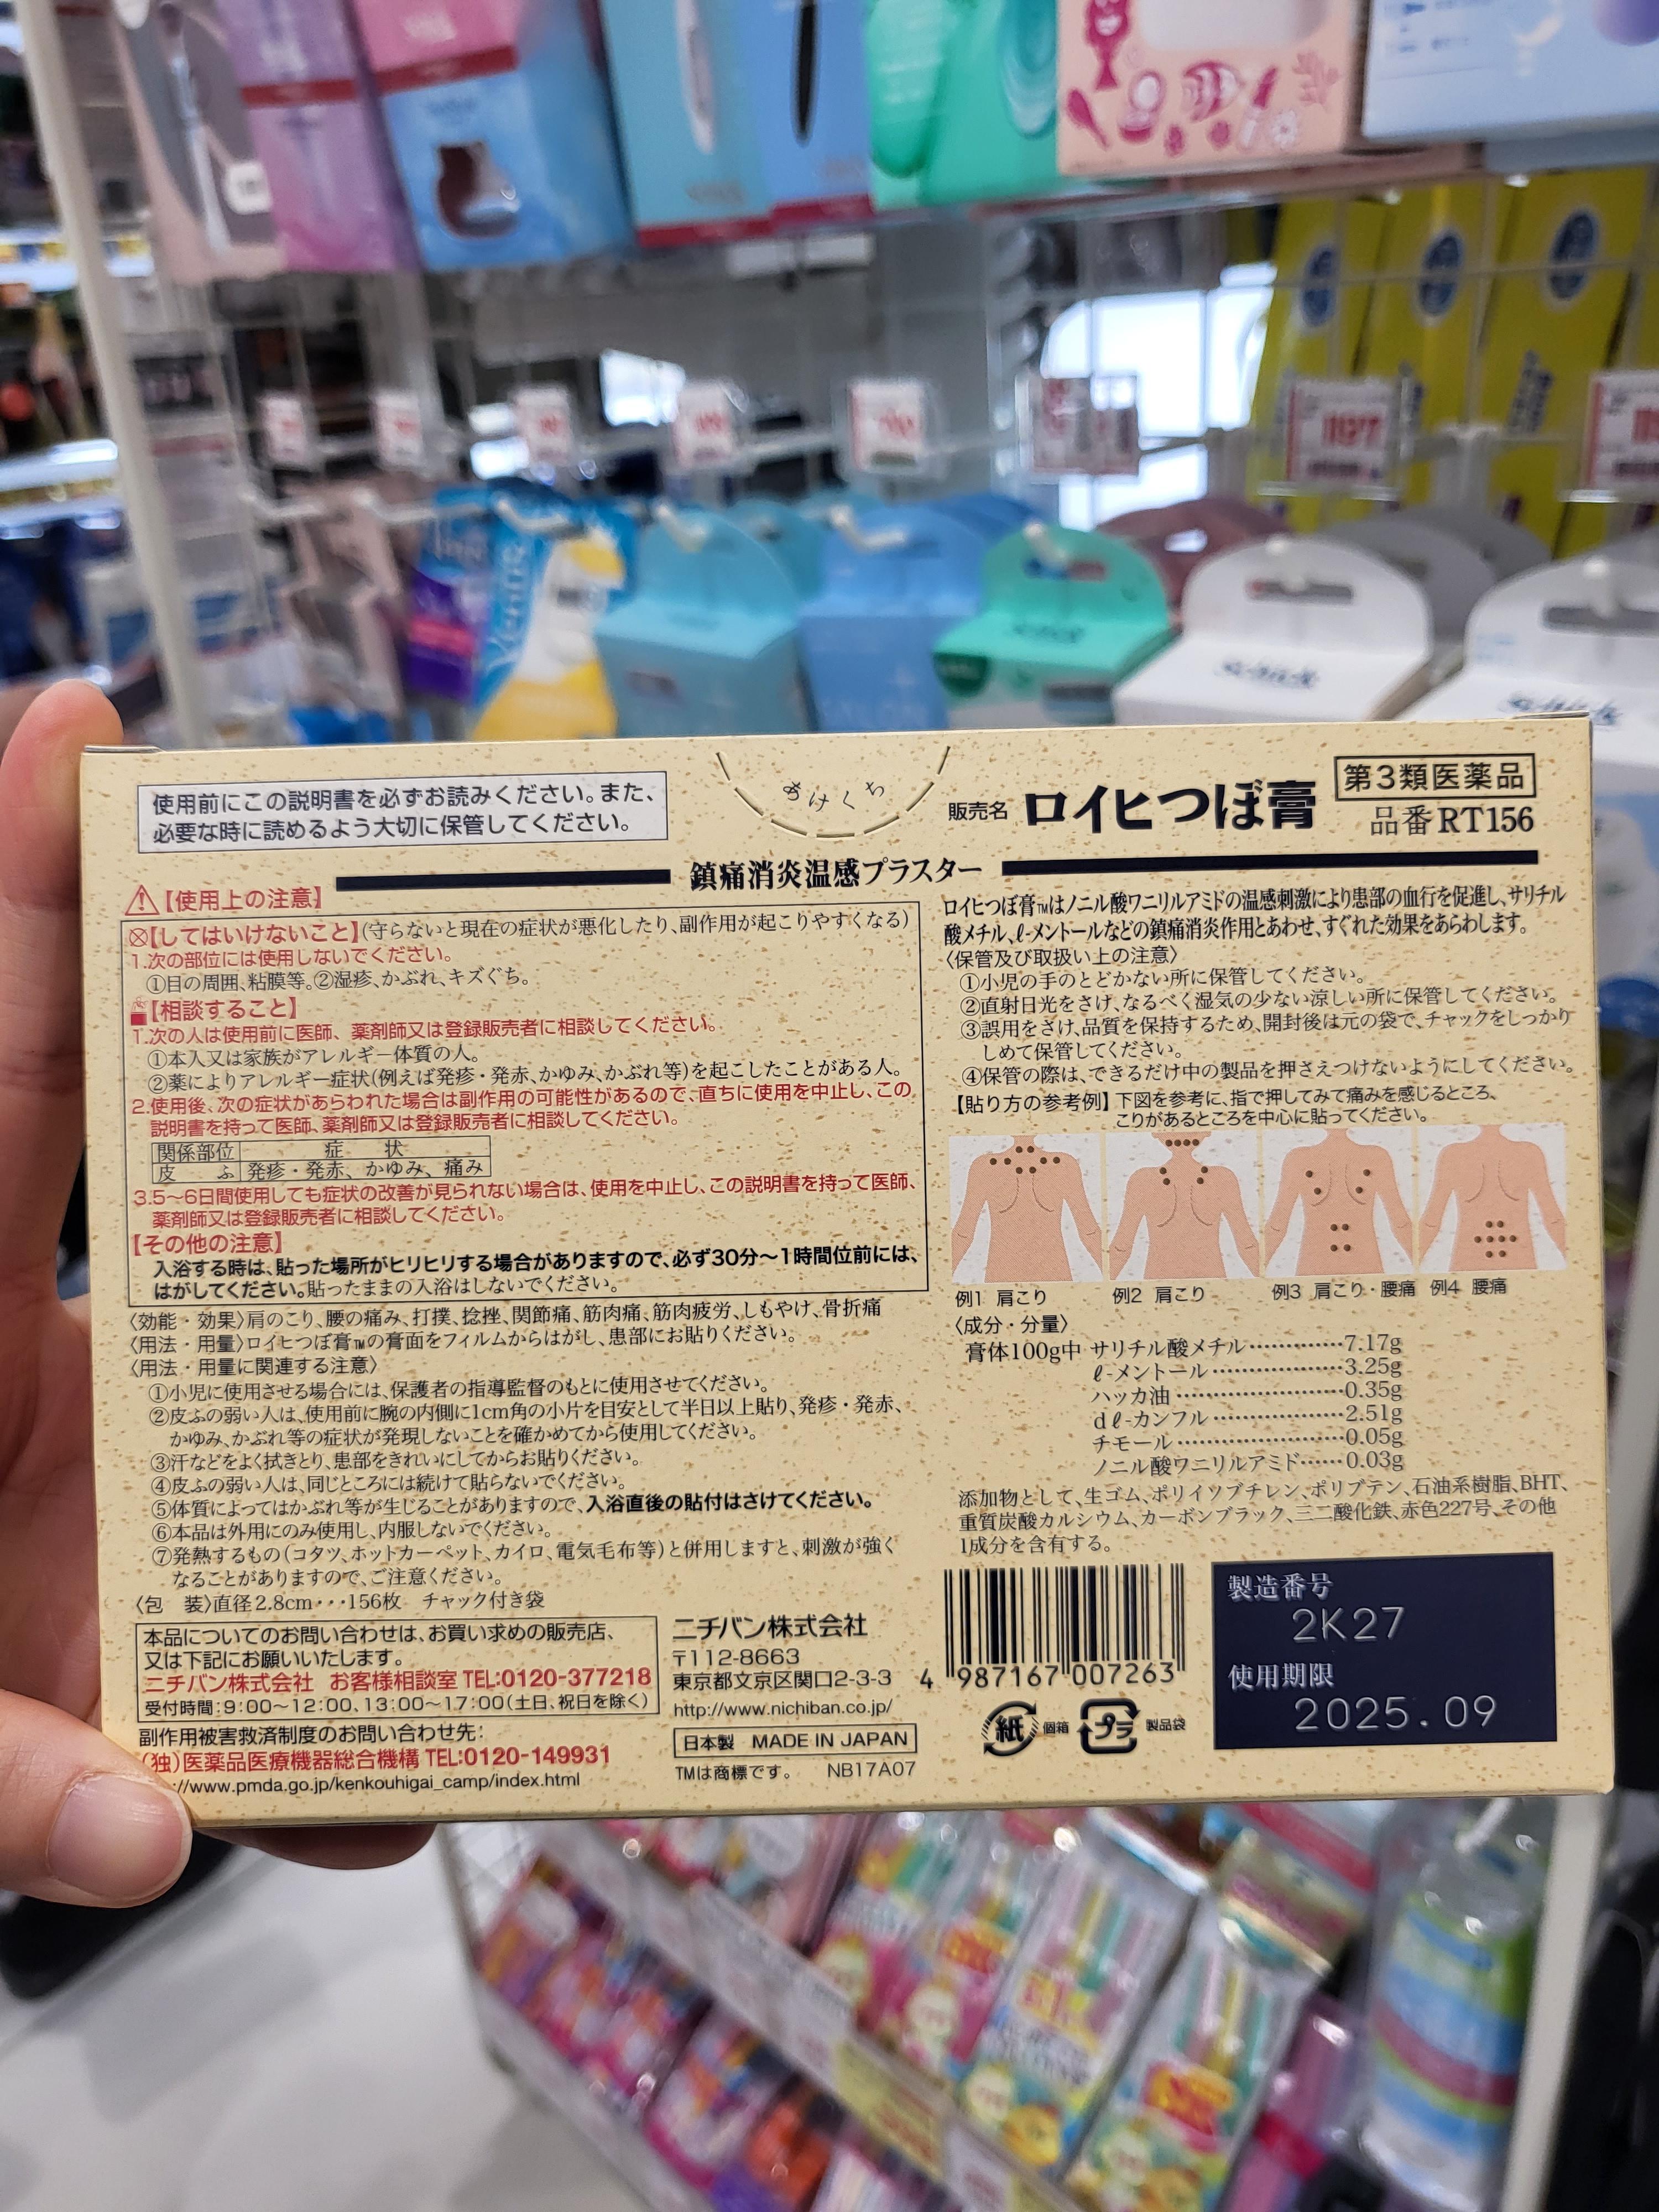 1127
Venus
Schick
Schick
Schick
使用前にこの説明書を必ずお読みください。また、
必要な時に読めるよう大切に保管してください。
あけくち
販売名 ロイヒつぼ膏
第3類医薬品
品番RT156
鎮痛消炎温感プラスター
【使用上の注意】
【してはいけないこと】(守らないと現在の症状が悪化したり、副作用が起こりやすくなる)
1.次の部位には使用しないでください。
①目の周囲、粘膜等。②湿疹、かぶれ、キズぐち。
【相談すること】
1.次の人は使用前に医師、薬剤師又は登録販売者に相談してください。
①本人又は家族がアレルギー体質の人。
②薬によりアレルギー症状(例えば発疹・発赤、かゆみ、かぶれ等)を起こしたことがある人。
2.使用後、次の症状があらわれた場合は副作用の可能性があるので、直ちに使用を中止し、この
説明書を持って医師、薬剤師又は登録販売者に相談してください。
関係部位 症 状
皮 ふ 発疹・発赤、かゆみ、痛み
3.5～6日間使用しても症状の改善が見られない場合は、使用を中止し、この説明書を持って医師、
薬剤師又は登録販売者に相談してください。
【その他の注意】
入浴する時は、貼った場所がヒリヒリする場合がありますので、必ず30分～1時間位前には、
はがしてください。貼ったままの入浴はしないでください。
〈効能・効果〉肩のこり、腰の痛み、打撲、捻挫、関節痛、筋肉痛、筋肉疲労、しもやけ、骨折痛
〈用法・用量〉ロイヒつぼ膏TMの膏面をフィルムからはがし、患部にお貼りください。
〈用法・用量に関連する注意〉
①小児に使用させる場合には、保護者の指導監督のもとに使用させてください。
②皮ふの弱い人は、使用前に腕の内側に1cm角の小片を目安として半日以上貼り、発疹・発赤、
かゆみ、かぶれ等の症状が発現しないことを確かめてから使用してください。
③汗などをよく拭きとり、患部をきれいにしてからお貼りください。
④皮ふの弱い人は、同じところには続けて貼らないでください。
⑤体質によってはかぶれ等が生じることがありますので、入浴直後の貼付はさけてください。
⑥本品は外用にのみ使用し、内服しないでください。
⑦発熱するもの(コタツ、ホットカーペット、カイロ、電気毛布等)と併用しますと、刺激が強く
なることがありますので、ご注意ください。
〈包 装〉直径2.8cm・・・156枚 チャック付き袋
本品についてのお問い合わせは、お買い求めの販売店、
又は下記にお願いいたします。
ニチバン株式会社 お客様相談室 TEL:0120-377218
受付時間：9:00～12:00、13:00～17:00(土日、祝日を除く)
副作用被害救済制度のお問い合わせ先：
(独)医薬品医療機器総合機構 TEL:0120-149931
://www.pmda.go.jp/kenkouhigai_camp/index.html
ニチバン株式会社
〒112-8663
東京都文京区関口2-3-3
http://www.nichiban.co.jp/
日本製 MADE IN JAPAN
TMは商標です。 NB17A07
ロイヒつぼ膏TMはノニル酸ワニリルアミドの温感刺激により患部の血行を促進し、サリチル
酸メチル、ℓ-メントールなどの鎮痛消炎作用とあわせ、すぐれた効果をあらわします。
〈保管及び取扱い上の注意〉
①小児の手のとどかない所に保管してください。
②直射日光をさけ、なるべく湿気の少ない涼しい所に保管してください。
③誤用をさけ、品質を保持するため、開封後は元の袋で、チャックをしっかり
しめて保管してください。
④保管の際は、できるだけ中の製品を押さえつけないようにしてください。
【貼り方の参考例】下図を参考に、指で押してみて痛みを感じるところ、
こりがあるところを中心に貼ってください。
例1 肩こり 例2 肩こり 例3 肩こり・腰痛 例4 腰痛
〈成分・分量〉
膏体100g中 サリチル酸メチル……………7.17g
ℓ-メントール……………3.25g
ハッカ油……………0.35g
dℓ-カンフル……………2.51g
チモール……………0.05g
ノニル酸ワニリルアミド……0.03g
添加物として、生ゴム、ポリイソブチレン、ポリブテン、石油系樹脂、BHT、
重質炭酸カルシウム、カーボンブラック、三二酸化鉄、赤色227号、その他
1成分を含有する。
4 987167 007263
紙 個箱 プラ 製品袋
製造番号
2K27
使用期限
2025.09